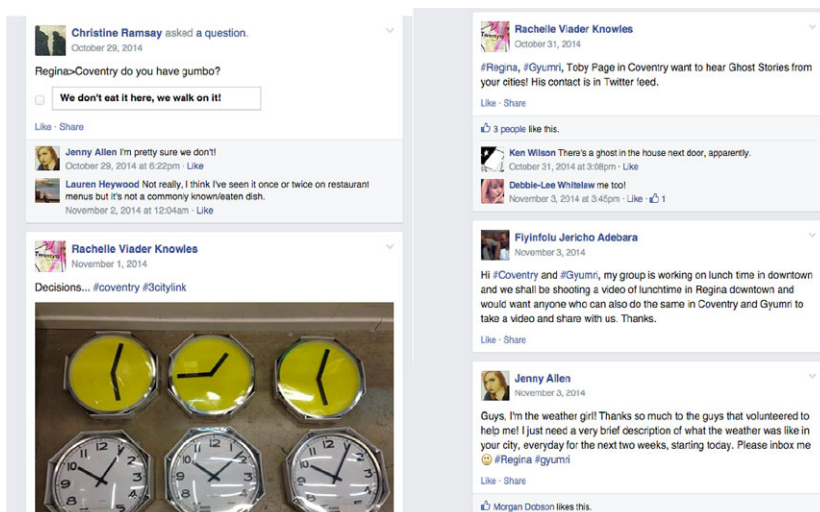 Christine Ramsay asked a question.
October 29, 2014
Regina>Coventry do you have gumbo?
We don't eat it here, we walk on it!
Like · Share
Jenny Allen I'm pretty sure we don't!
October 29, 2014 at 6:22pm · Like
Lauren Heywood Not really, I think I've seen it once or twice on restaurant
menus but it's not a commonly known/eaten dish.
November 2, 2014 at 12:04am · Like
Rachelle Viader Knowles
November 1, 2014
Decisions... #coventry #3citylink
Rachelle Viader Knowles
October 31, 2014
#Regina, #Gyumri, Toby Page in Coventry want to hear Ghost Stories from
your cities! His contact is in Twitter feed.
Like · Share
3 people like this.
Ken Wilson There's a ghost in the house next door, apparently.
October 31, 2014 at 3:08pm · Like
Debbie-Lee Whitelaw me too!
November 3, 2014 at 3:45pm · Like · 1
Fiyinfolu Jericho Adebara
November 3, 2014
Hi #Coventry and #Gyumri, my group is working on lunch time in downtown
and we shall be shooting a video of lunchtime in Regina downtown and
would want anyone who can also do the same in Coventry and Gyumri to
take a video and share with us. Thanks.
Like · Share
Jenny Allen
November 3, 2014
Guys, I'm the weather girl! Thanks so much to the guys that volunteered to
help me! I just need a very brief description of what the weather was like in
your city, everyday for the next two weeks, starting today. Please inbox me
#Regina #gyumri
Like · Share
Morgan Dobson likes this.